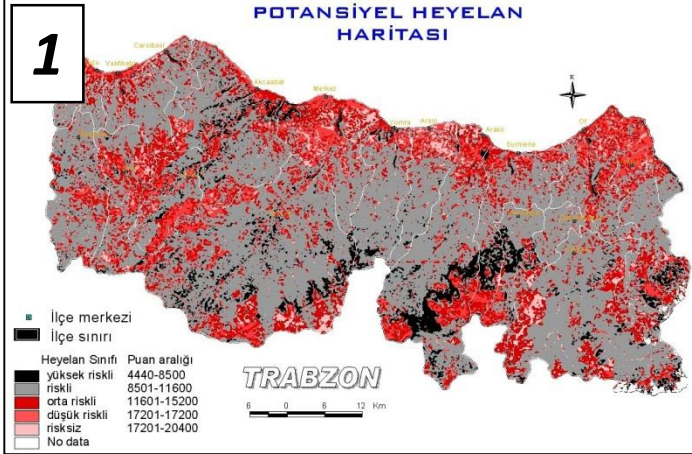 1
POTANSİYEL HEYELAN
HARİTASI
Vakfıkebir
Çarşıbaşı
Akcaabat
Merkez
Yomra
Arsin
Araklı
Surmene
Of
K
İlçe merkezi
İlçe sınırı
Heyelan Sınıfı Puan aralığı
yüksek riskli 4440-8500
riskli 8501-11600
orta riskli 11601-15200
düşük riskli 17201-17200
risksiz 17201-20400
No data
TRABZON
6 0 6 12 Km